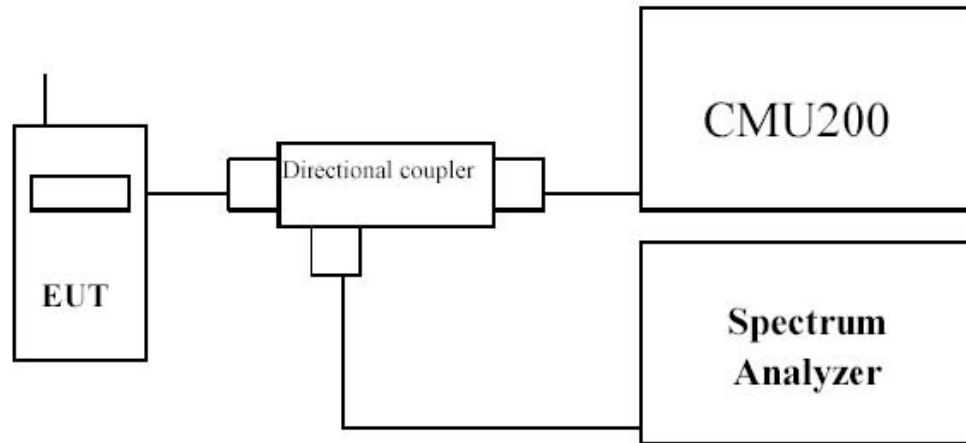 CMU200
Directional coupler
EUT
Spectrum
Analyzer